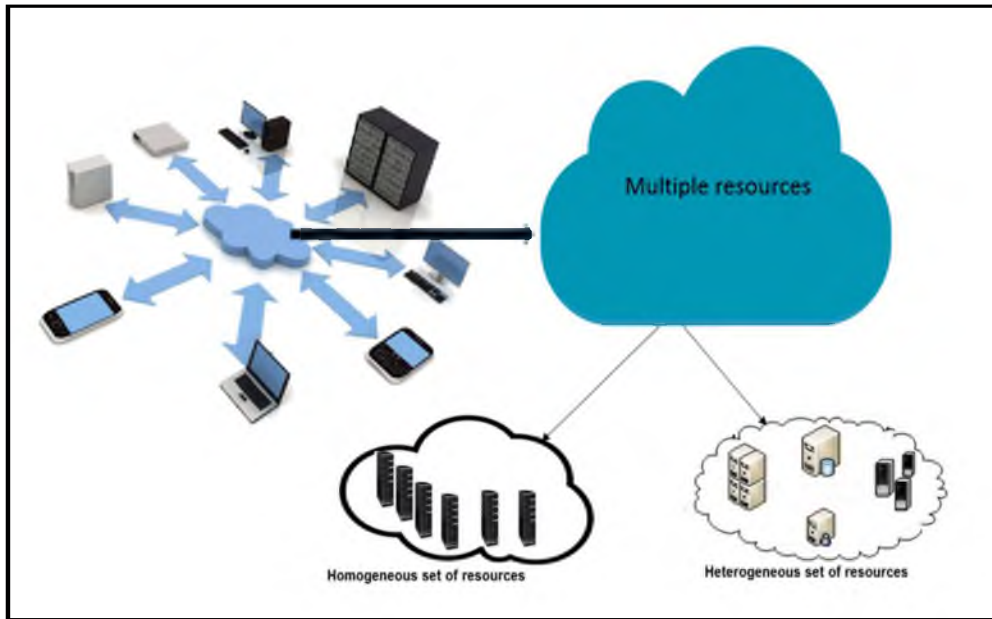 Multiple resources
Homogeneous set of resources
Heterogeneous set of resources